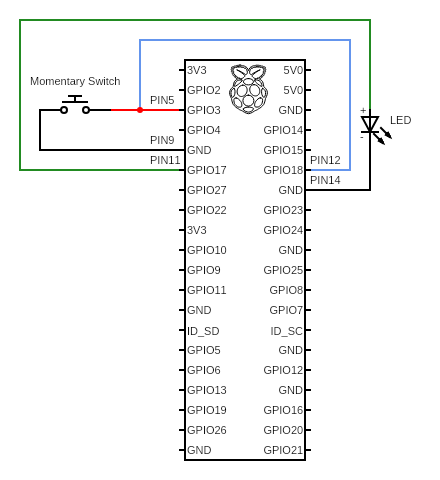 Momentary Switch
3V3 5V0
GPIO2 5V0
PIN5 GPIO3 GND + LED
GPIO4 GPIO14 -
PIN9 GND GPIO15
PIN11 GPIO17 GPIO18 PIN12
GPIO27 GND PIN14
GPIO22 GPIO23
3V3 GPIO24
GPIO10 GND
GPIO9 GPIO25
GPIO11 GPIO8
GND GPIO7
ID_SD ID_SC
GPIO5 GND
GPIO6 GPIO12
GPIO13 GND
GPIO19 GPIO16
GPIO26 GPIO20
GND GPIO21